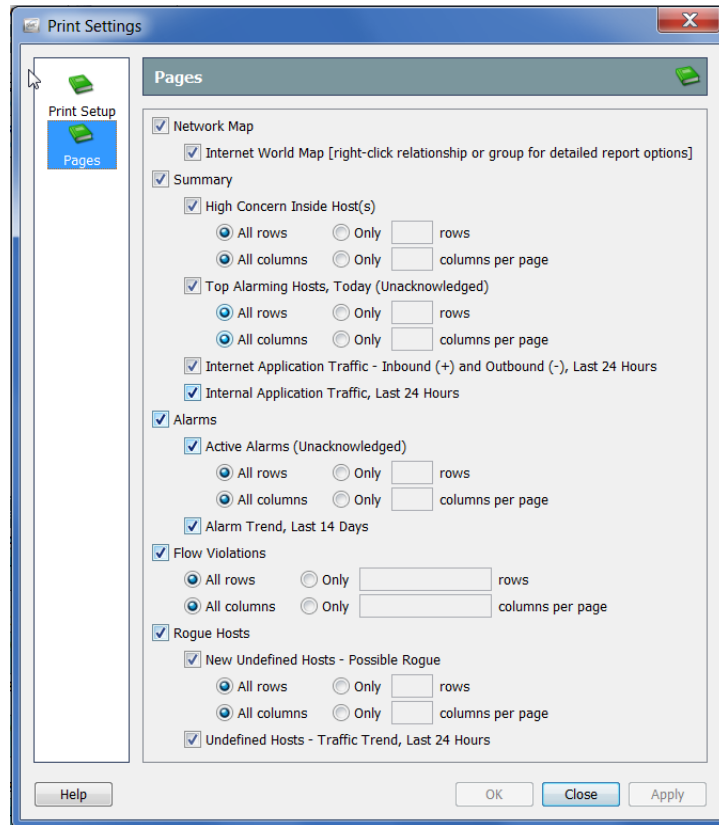 Print Settings
Print Setup
Pages
Pages
Network Map
Internet World Map [right-click relationship or group for detailed report options]
Summary
High Concern Inside Host(s)
All rows Only rows
All columns Only columns per page
Top Alarming Hosts, Today (Unacknowledged)
All rows Only rows
All columns Only columns per page
Internet Application Traffic - Inbound (+) and Outbound (-), Last 24 Hours
Internal Application Traffic, Last 24 Hours
Alarms
Active Alarms (Unacknowledged)
All rows Only rows
All columns Only columns per page
Alarm Trend, Last 14 Days
Flow Violations
All rows Only rows
All columns Only columns per page
Rogue Hosts
New Undefined Hosts - Possible Rogue
All rows Only rows
All columns Only columns per page
Undefined Hosts - Traffic Trend, Last 24 Hours
Help OK Close Apply